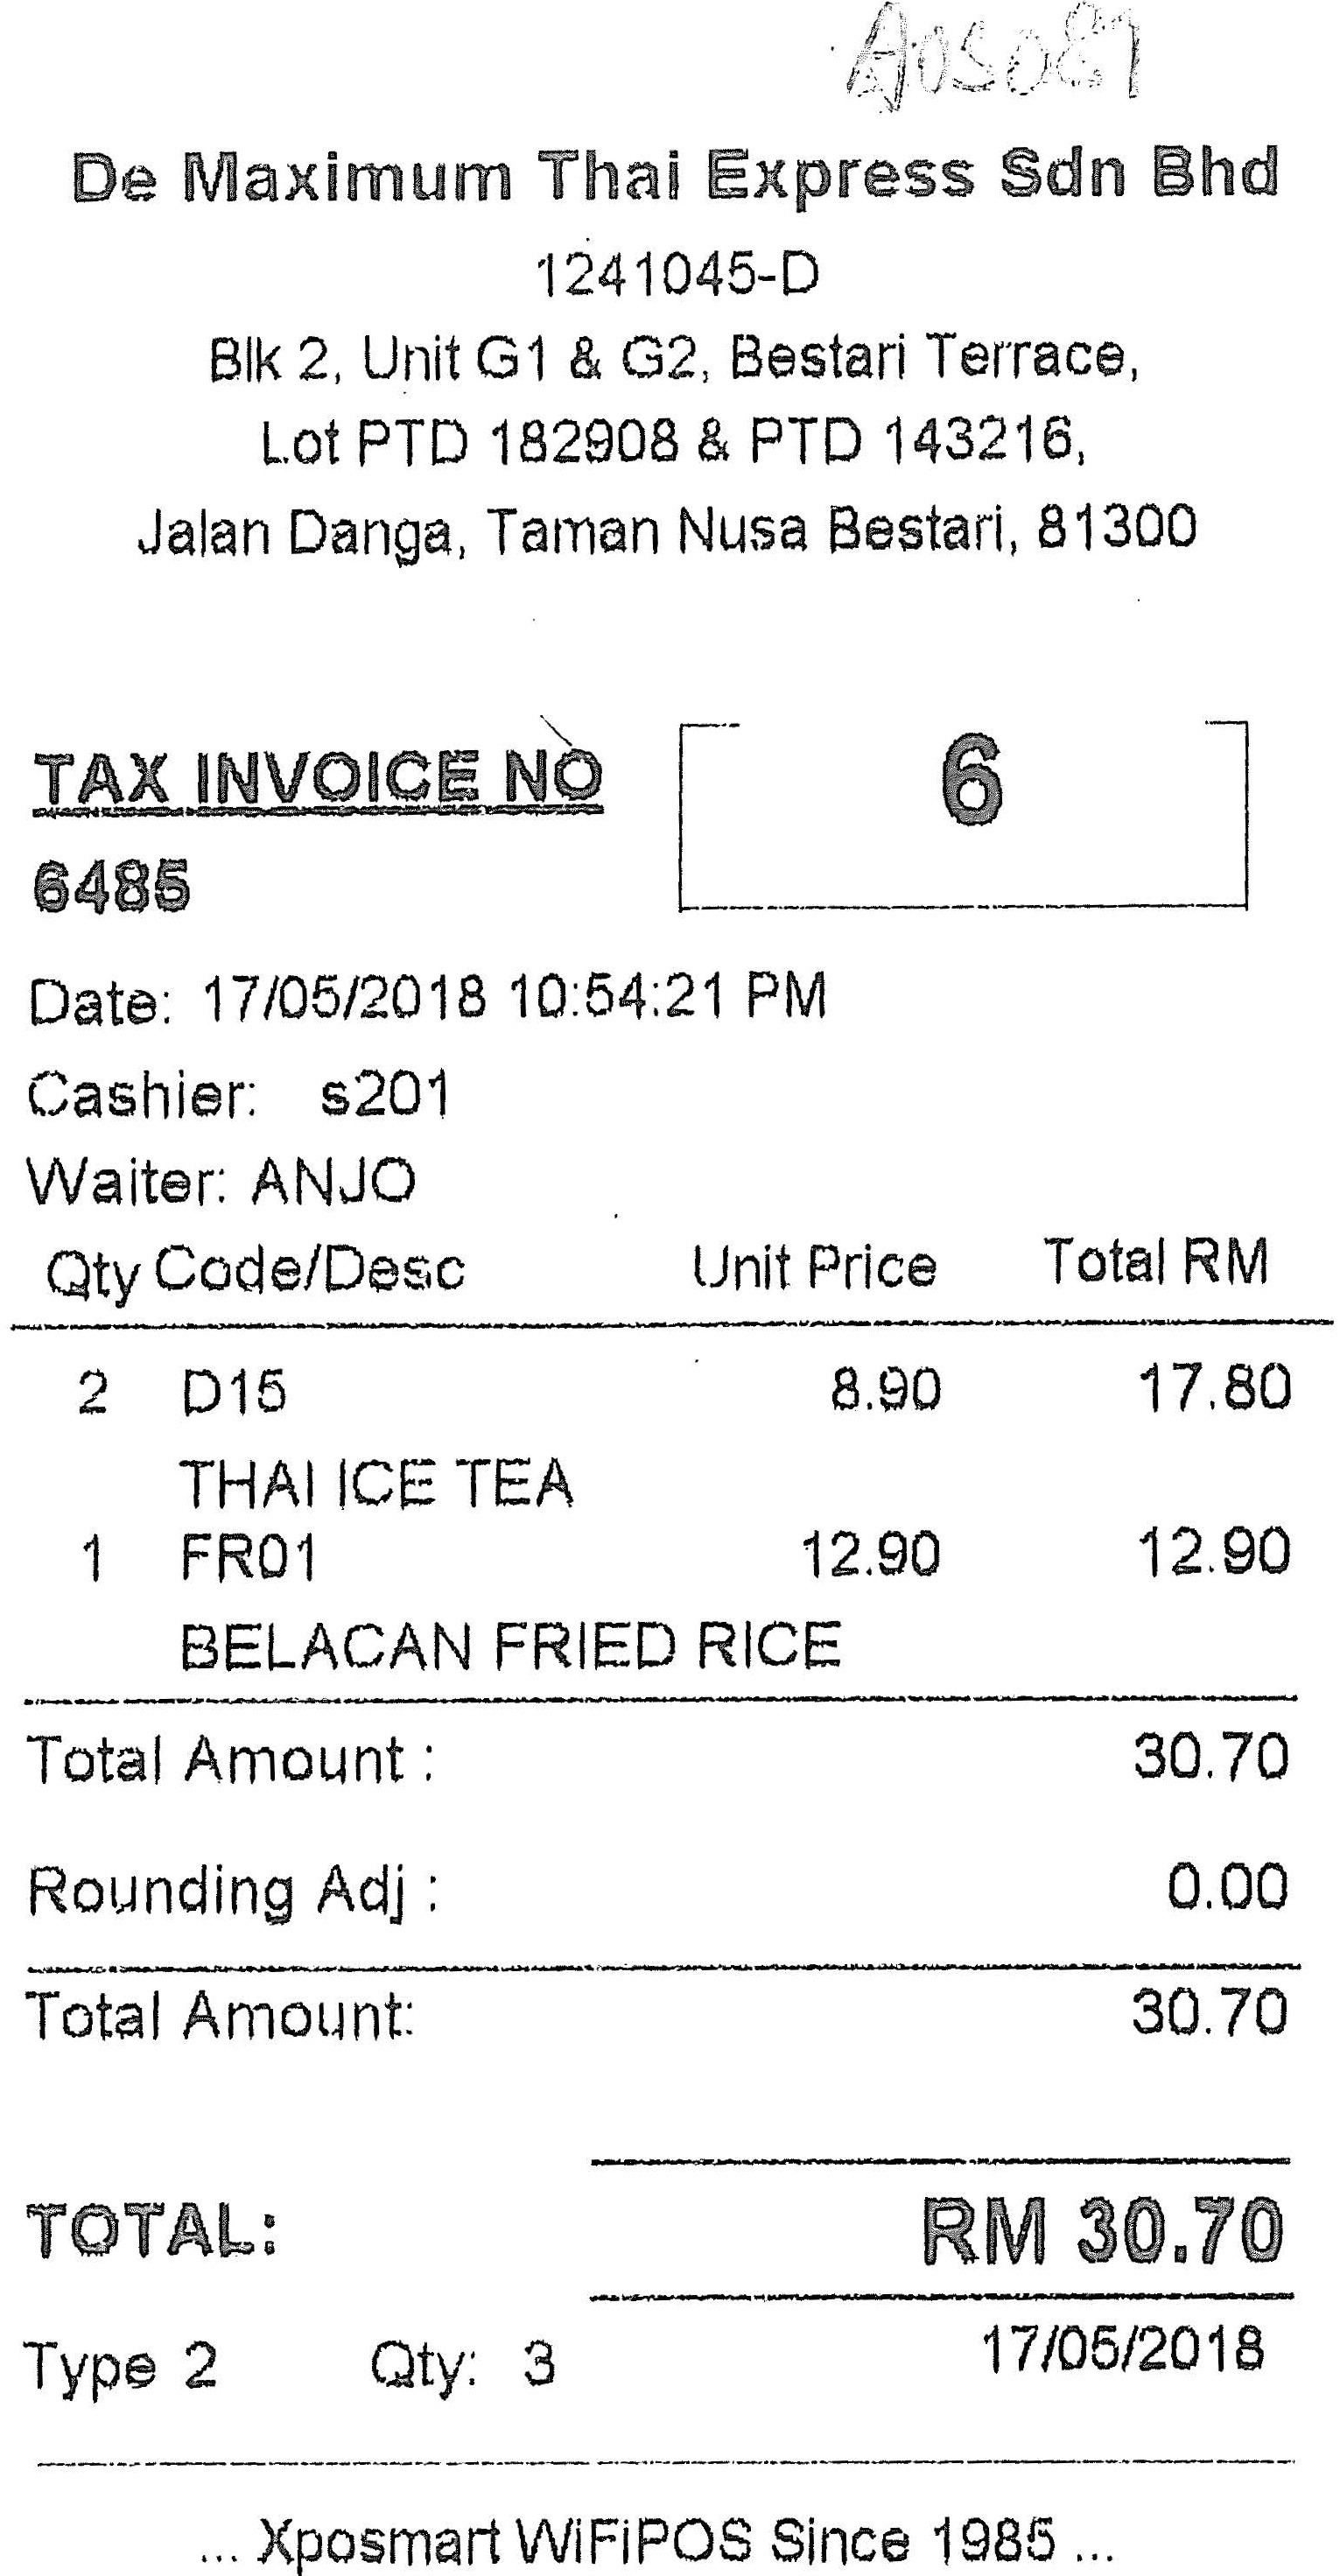 De Maximum Thai Express Sdn Bhd
1241045-D
Blk 2, Unit G1 & G2, Bestari Terrace,
Lot PTD 182908 & PTD 143216,
Jalan Danga, Taman Nusa Bestari, 81300
TAX INVOICE NO
6
6485
Date: 17/05/2018 10:54:21 PM
Cashier: s201
Waiter: ANJO
Qty Code/Desc Unit Price Total RM
2 D15 8.90 17.80
THAI ICE TEA
1 FR01 12.90 12.90
BELACAN FRIED RICE
Total Amount : 30.70
Rounding Adj : 0.00
Total Amount: 30.70
TOTAL: RM 30.70
Type 2 Qty: 3 17/05/2018
... Xposmart WiFiPOS Since 1985 ...